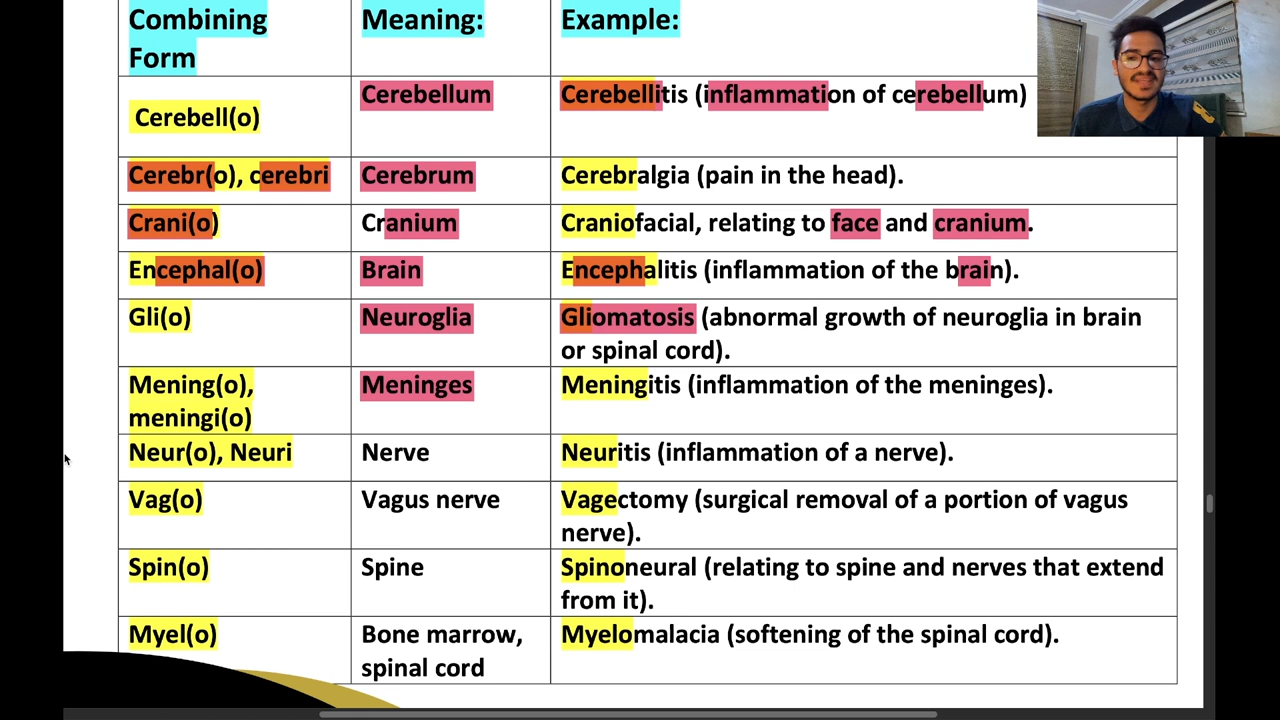 Combining
Form
Meaning:
Example:
Cerebell(o)
Cerebellum
Cerebellitis (inflammation of cerebellum)
Cerebr(o), cerebri
Cerebrum
Cerebralgia (pain in the head).
Crani(o)
Cranium
Craniofacial, relating to face and cranium.
Encephal(o)
Brain
Encephalitis (inflammation of the brain).
Gli(o)
Neuroglia
Gliomatosis (abnormal growth of neuroglia in brain
or spinal cord).
Mening(o),
meningi(o)
Meninges
Meningitis (inflammation of the meninges).
Neur(o), Neuri
Nerve
Neuritis (inflammation of a nerve).
Vag(o)
Vagus nerve
Vagectomy (surgical removal of a portion of vagus
nerve).
Spin(o)
Spine
Spinoneural (relating to spine and nerves that extend
from it).
Myel(o)
Bone marrow,
spinal cord
Myelomalacia (softening of the spinal cord).